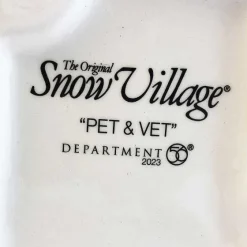 The Original
Snow Village®
"PET & VET"
DEPARTMENT 56®
2023